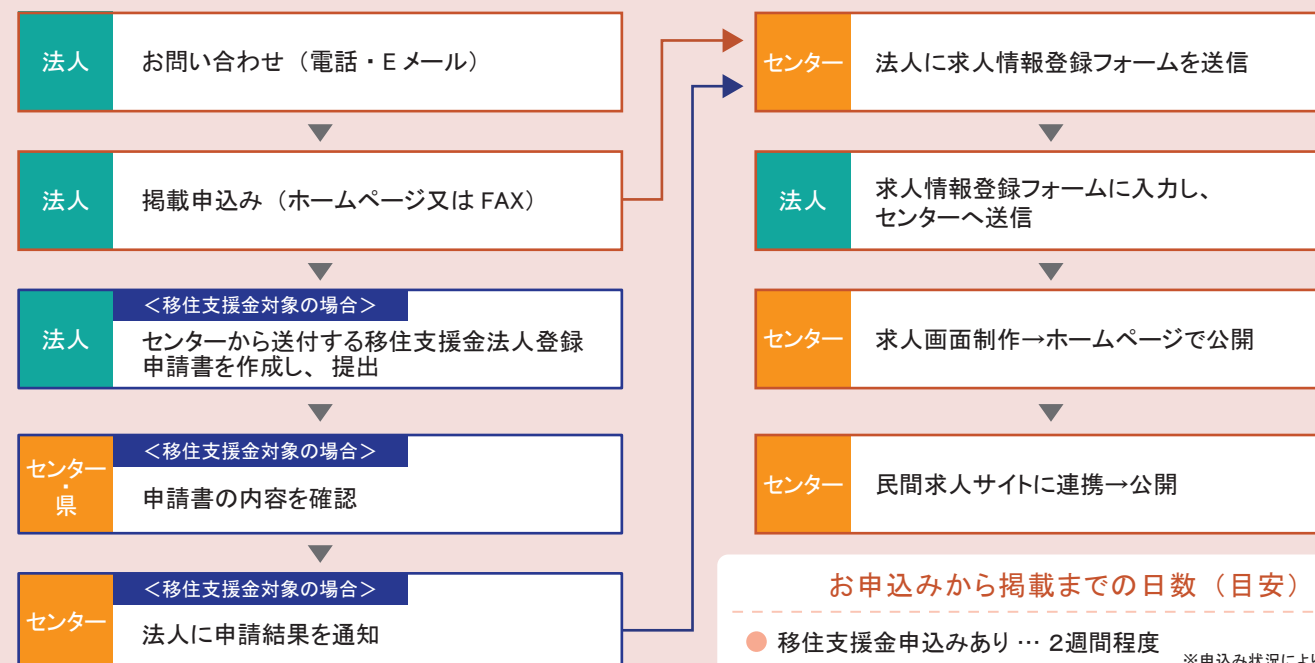 法人
お問い合わせ（電話・Eメール）
法人
掲載申込み（ホームページ又は FAX）
法人
＜移住支援金対象の場合＞
センターから送付する移住支援金法人登録
申請書を作成し、提出
センター
・
県
＜移住支援金対象の場合＞
申請書の内容を確認
センター
＜移住支援金対象の場合＞
法人に申請結果を通知
センター
法人に求人情報登録フォームを送信
法人
求人情報登録フォームに入力し、
センターへ送信
センター
求人画面制作→ホームページで公開
センター
民間求人サイトに連携→公開
お申込みから掲載までの日数（目安）
● 移住支援金申込みあり … 2週間程度
※申込み状況により